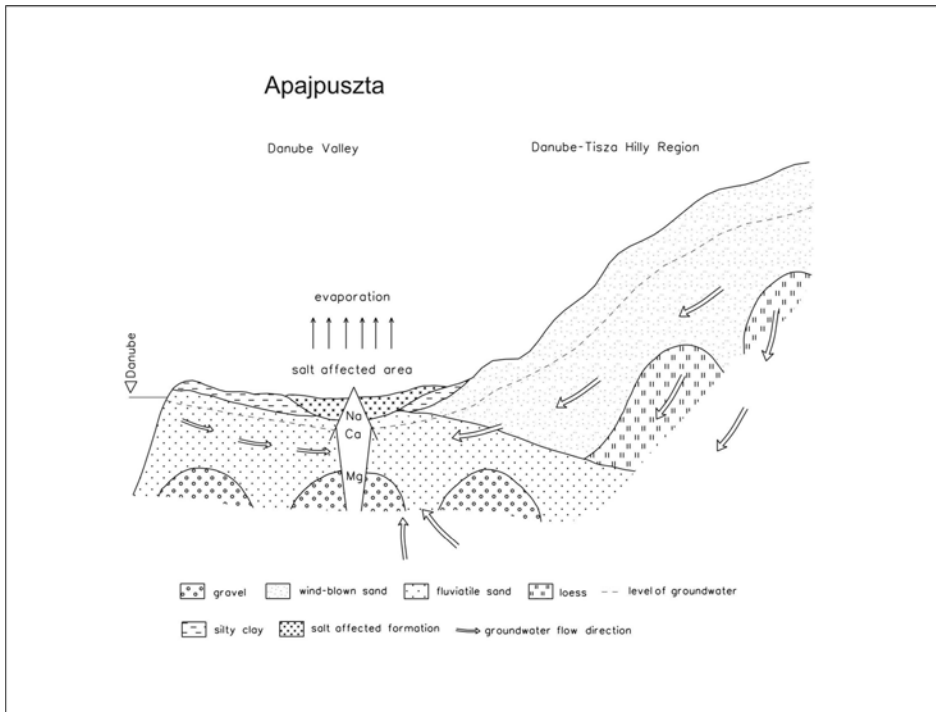 Apajpuszta
Danube Valley
Danube-Tisza Hilly Region
evaporation
Danube
salt affected area
Na
Ca
Mg
gravel
wind-blown sand
fluviatile sand
loess
level of groundwater
silty clay
salt affected formation
groundwater flow direction